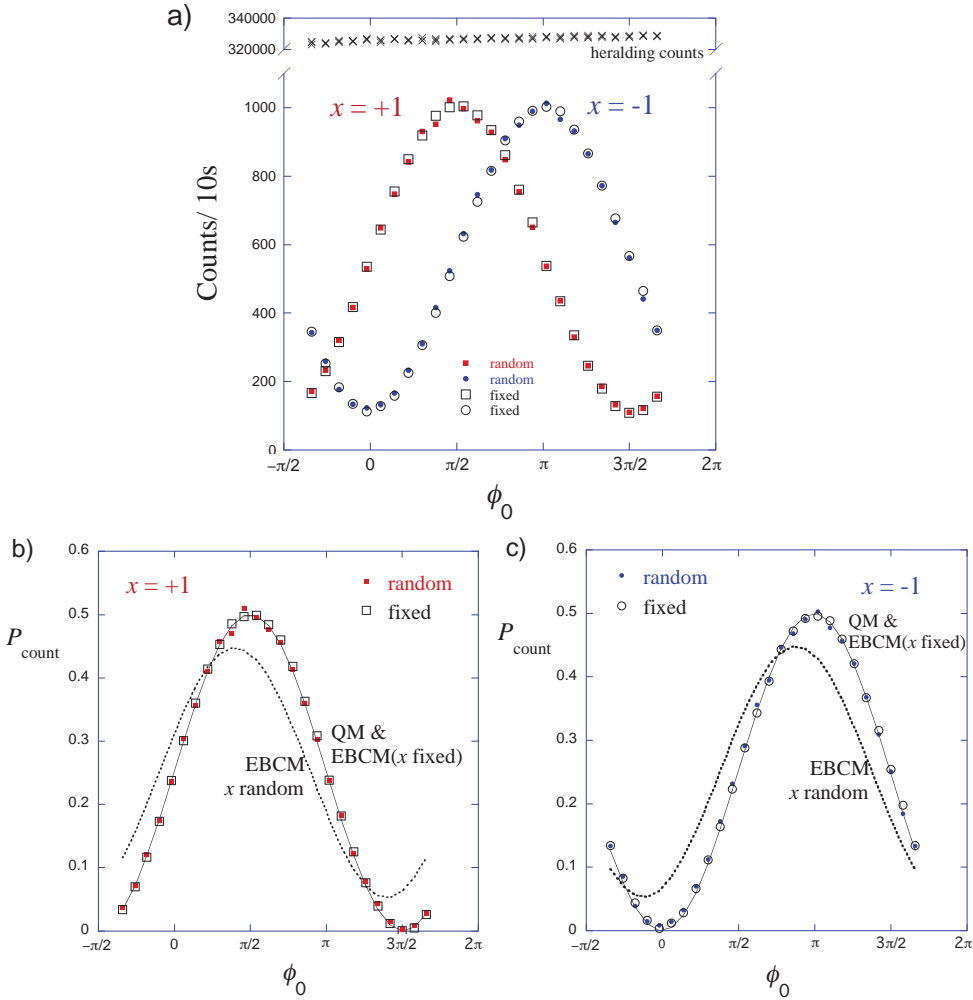 a)
340000
320000
heralding counts
x = +1
x = -1
1000
800
600
400
200
0
Counts/ 10s
random
random
fixed
fixed
−π/2
0
π/2
π
3π/2
2π
ϕ0
b)
0.6
0.5
0.4
0.3
0.2
0.1
0
Pcount
x = +1
random
fixed
QM &
EBCM(x fixed)
EBCM
x random
−π/2
0
π/2
π
3π/2
2π
ϕ0
c)
0.6
0.5
0.4
0.3
0.2
0.1
0
Pcount
random
fixed
x = -1
QM &
EBCM(x fixed)
EBCM
x random
−π/2
0
π/2
π
3π/2
2π
ϕ0